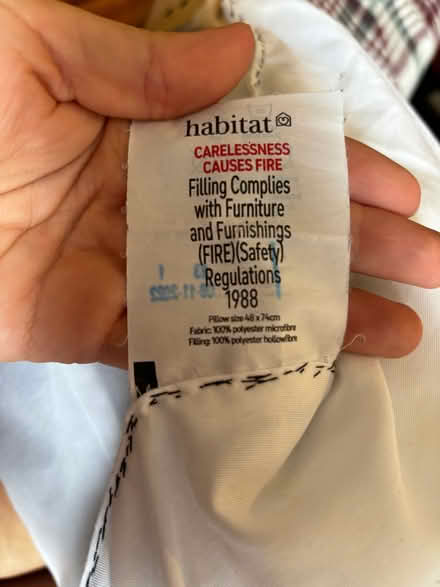 habitat
CARELESSNESS
CAUSES FIRE
Filling Complies
with Furniture
and Furnishings
(FIRE)(Safety)
Regulations
1988
Pillow size 48 x 74cm
Fabric: 100% polyester microfibre
Filling: 100% polyester hollowfibre